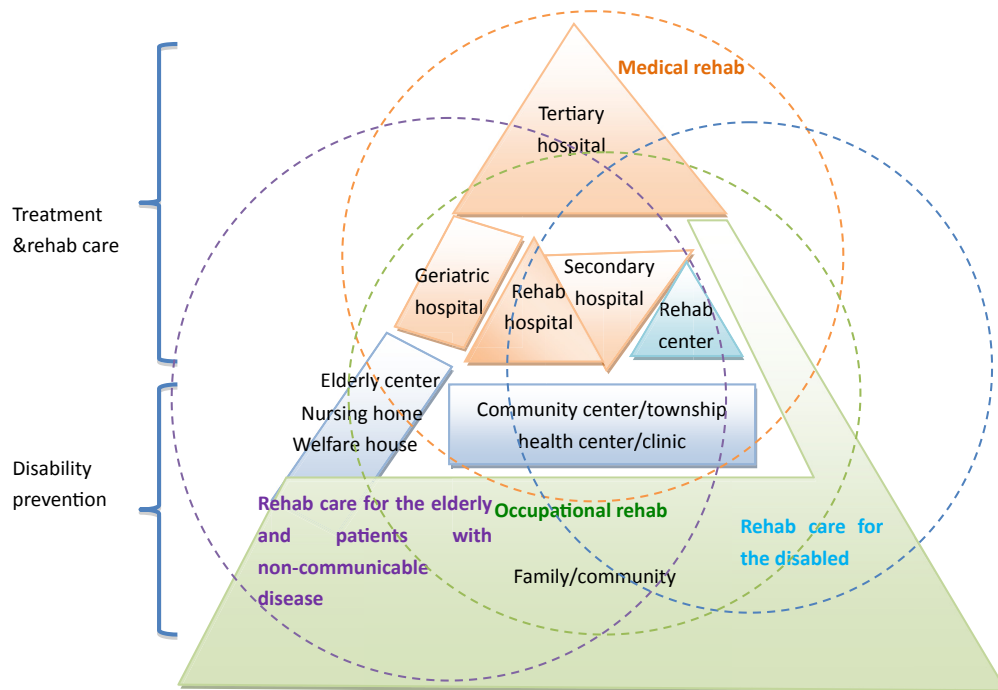 Medical rehab
Tertiary
hospital
Treatment
&rehab care
Geriatric
hospital
Rehab
hospital
Secondary
hospital
Rehab
center
Elderly center
Nursing home
Welfare house
Community center/township
health center/clinic
Disability
prevention
Rehab care for the elderly
and patients with
non-communicable
disease
Occupational rehab
Rehab care for
the disabled
Family/community